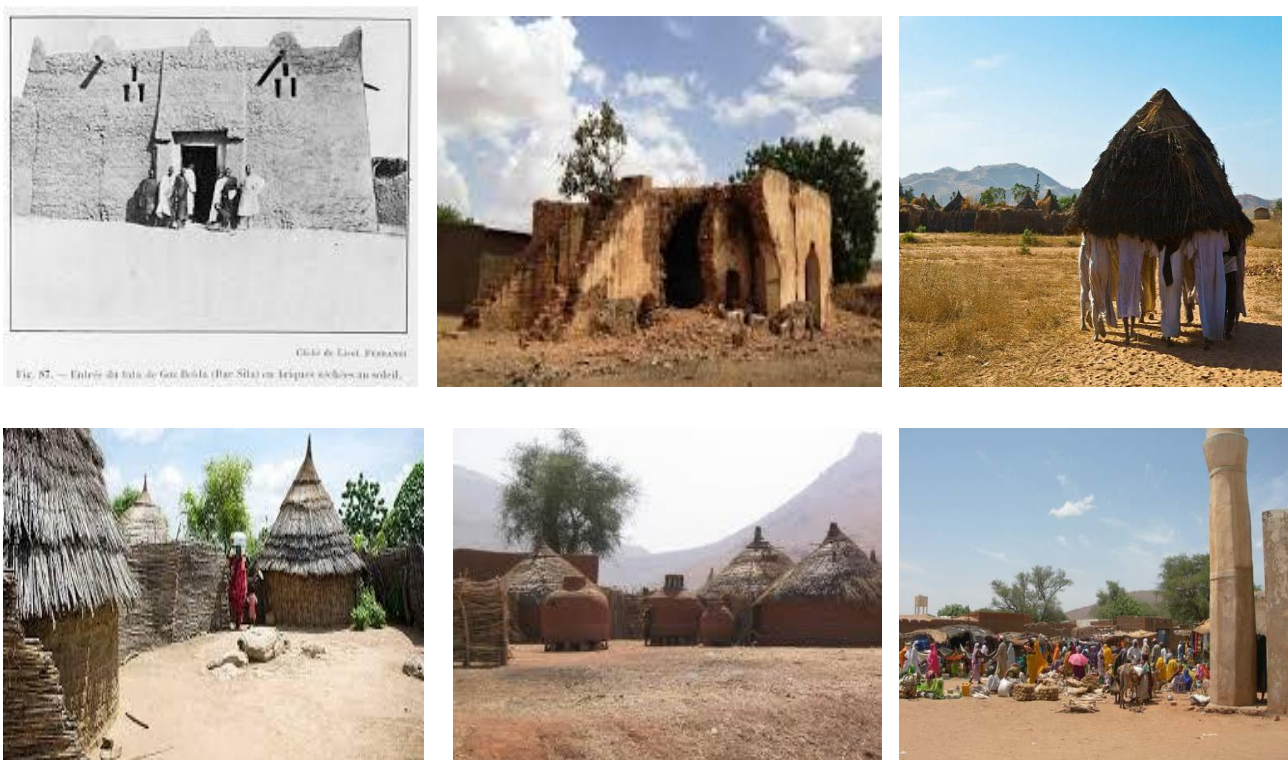 Cliché de Lieut. FERRANDI
Fig. 87. — Entrée du tata de Goz Beïda (Dar Sila) en briques séchées au soleil.